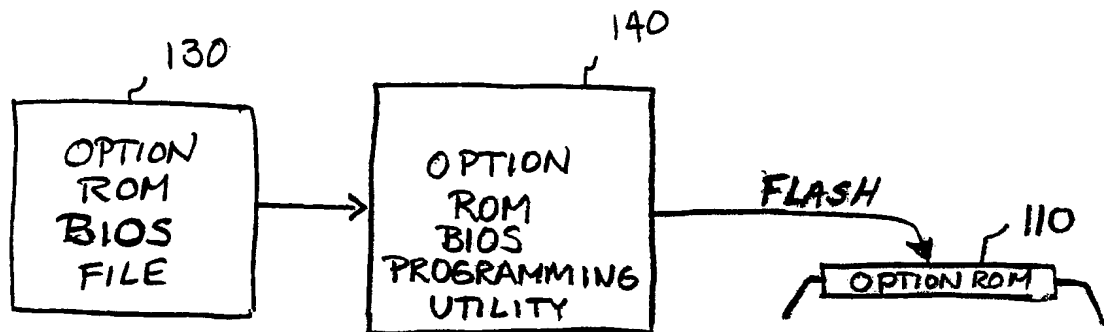 130
OPTION
ROM
BIOS
FILE
140
OPTION
ROM
BIOS
PROGRAMMING
UTILITY
FLASH
110
OPTION ROM